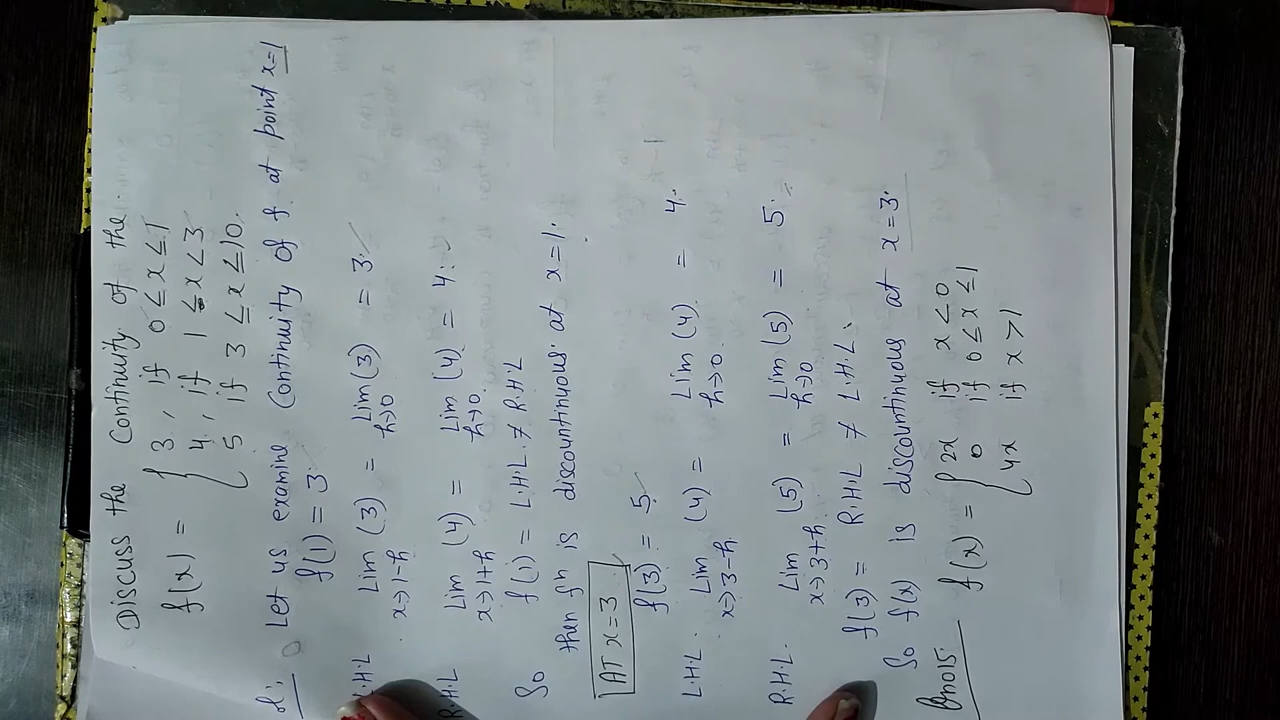 Discuss the Continuity of the.
f(x) = { 3, if 0 ≤ x ≤ 1
4, if 1 ≤ x < 3
5 if 3 ≤ x ≤ 10.
Let us examine Continuity of f at point x=1
f(1) = 3.
L.H.L Lim x→1-h (3) = Lim h→0 (3) = 3.
R.H.L Lim x→1+h (4) = Lim h→0 (4) = 4.
So f(1) = L.H.L. ≠ R.H.L
then fn is discountinous at x=1.
AT x=3
f(3) = 5
L.H.L. Lim x→3-h (4) = Lim h→0 (4) = 4.
R.H.L. Lim x→3+h (5) = Lim h→0 (5) = 5.
f(3) = R.H.L ≠ L.H.L.
So f(x) is discountinuous at x=3.
Qno15. f(x) = { 2x if x < 0
0 if 0 ≤ x ≤ 1
4x if x > 1